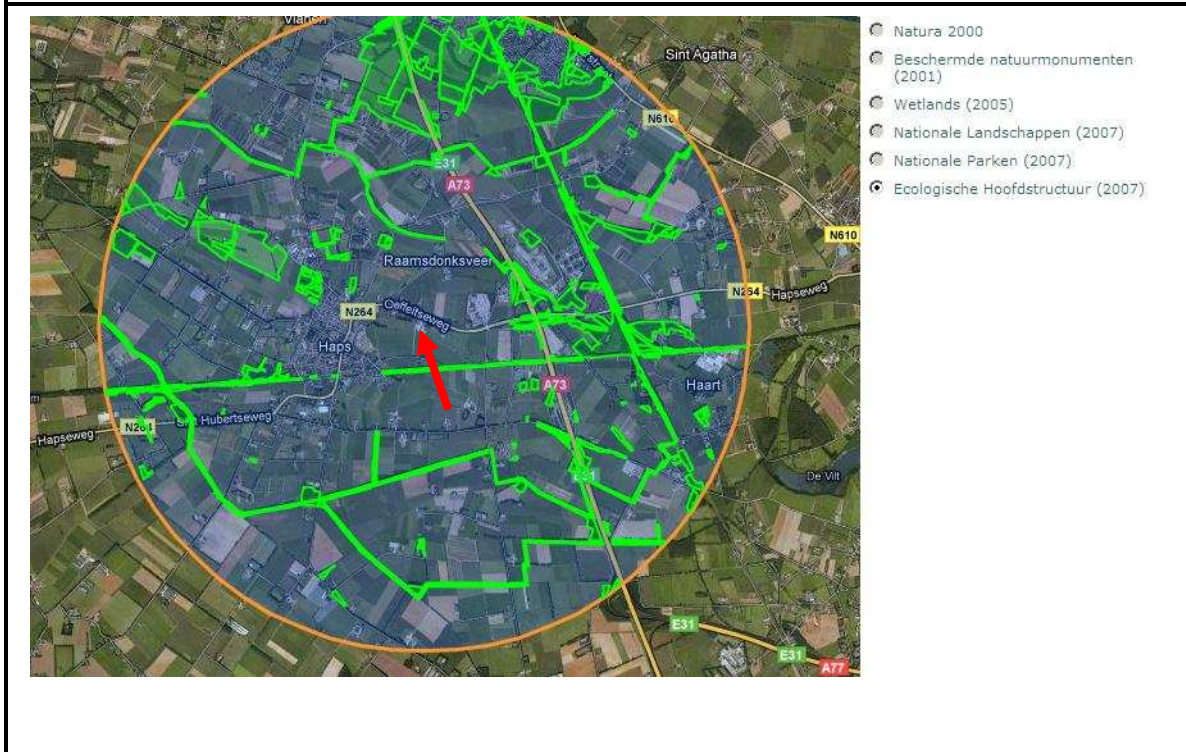 Vianen
Sint Agatha
N610
E31
A73
N610
Raamsdonksveer
N264
Hapseweg
Oeffeltseweg
N264
Haps
A73
Haart
Sint Hubertseweg
N264
Hapseweg
E31
De Vilt
E31
E31
A77
Natura 2000
Beschermde natuurmonumenten
(2001)
Wetlands (2005)
Nationale Landschappen (2007)
Nationale Parken (2007)
Ecologische Hoofdstructuur (2007)